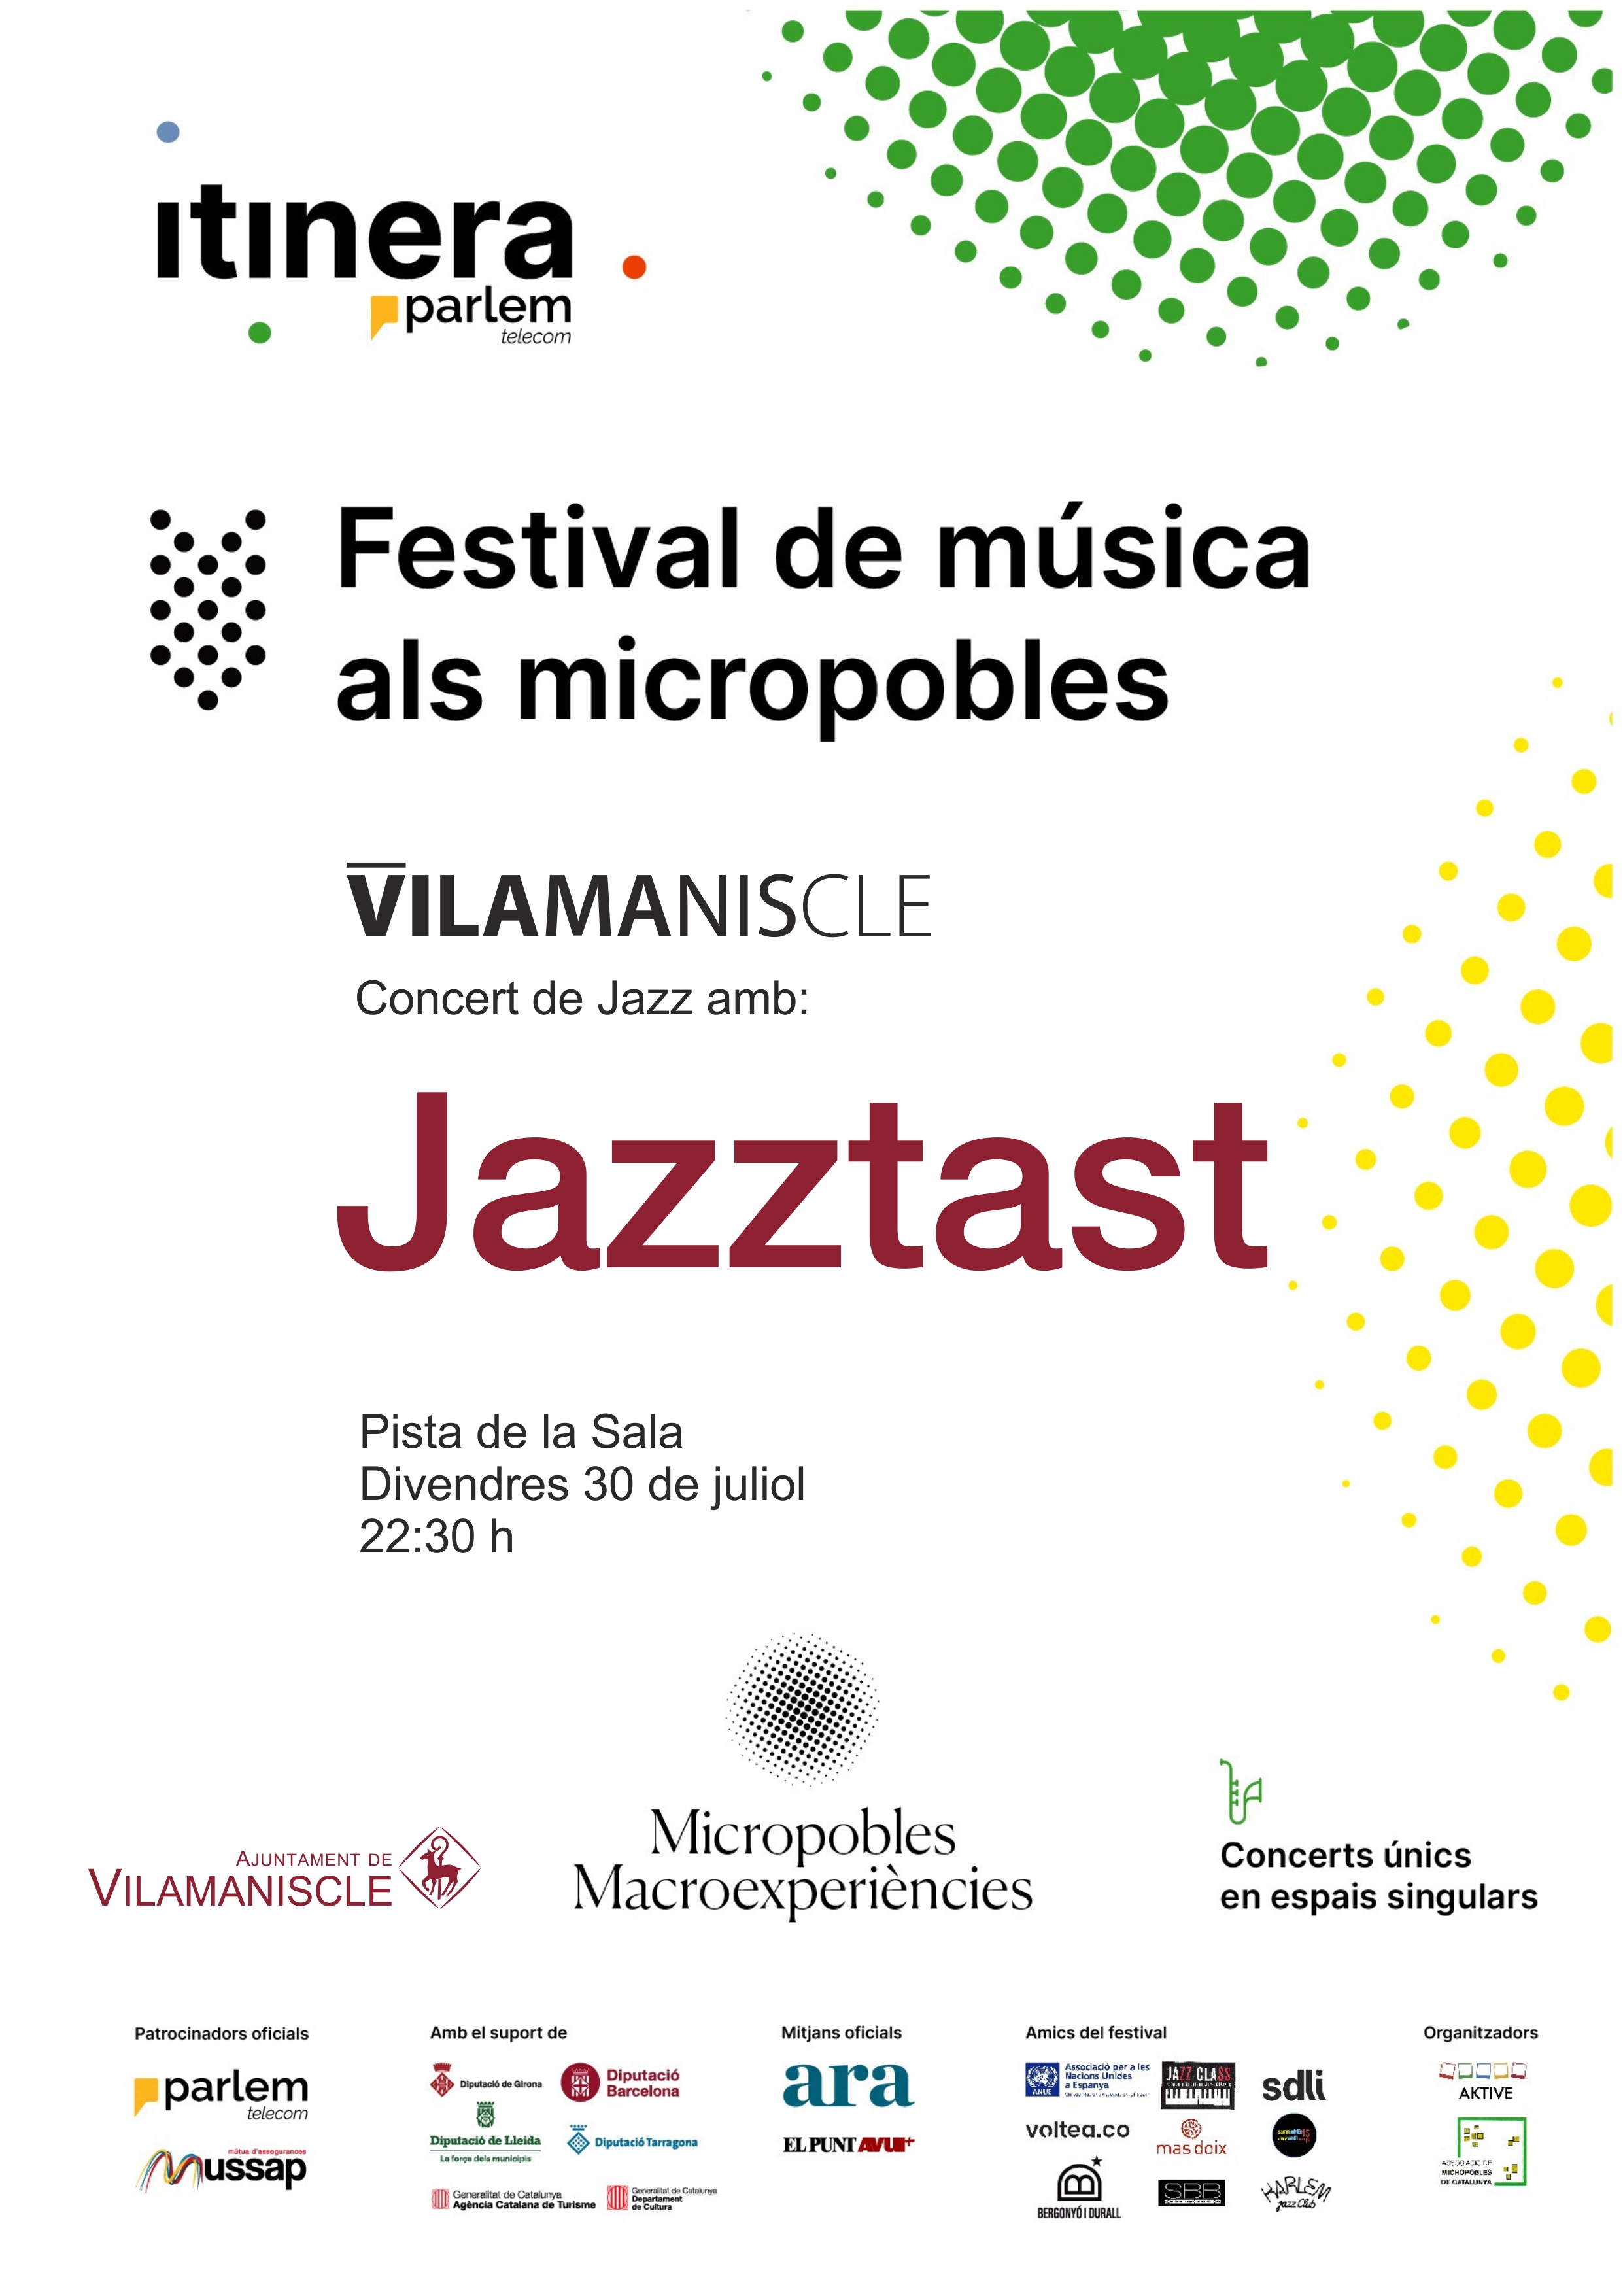 itinera
parlem
telecom
Festival de música
als micropobles
VILAMANISCLE
Concert de Jazz amb:
Jazztast
Pista de la Sala
Divendres 30 de juliol
22:30 h
Micropobles
Macroexperiències
AJUNTAMENT DE
VILAMANISCLE
Concerts únics
en espais singulars
Patrocinadors oficials
parlem
telecom
mútua d'assegurances
Mussap
Amb el suport de
Diputació de Girona
Diputació
Barcelona
Diputació de Lleida
La força dels municipis
Diputació Tarragona
Generalitat de Catalunya
Agència Catalana de Turisme
Generalitat de Catalunya
Departament
de Cultura
Mitjans oficials
ara
EL PUNT AVUI+
Amics del festival
ANUE
Associació per a les
Nacions Unides
a Espanya
JAZZ CLASS
sdli
voltea.co
mas doix
BERGONYÓ I DURALL
SBB
HARLEM
Jazz Club
Organitzadors
AKTIVE
ASSOCIACIÓ DE
MICROPOBLES
DE CATALUNYA